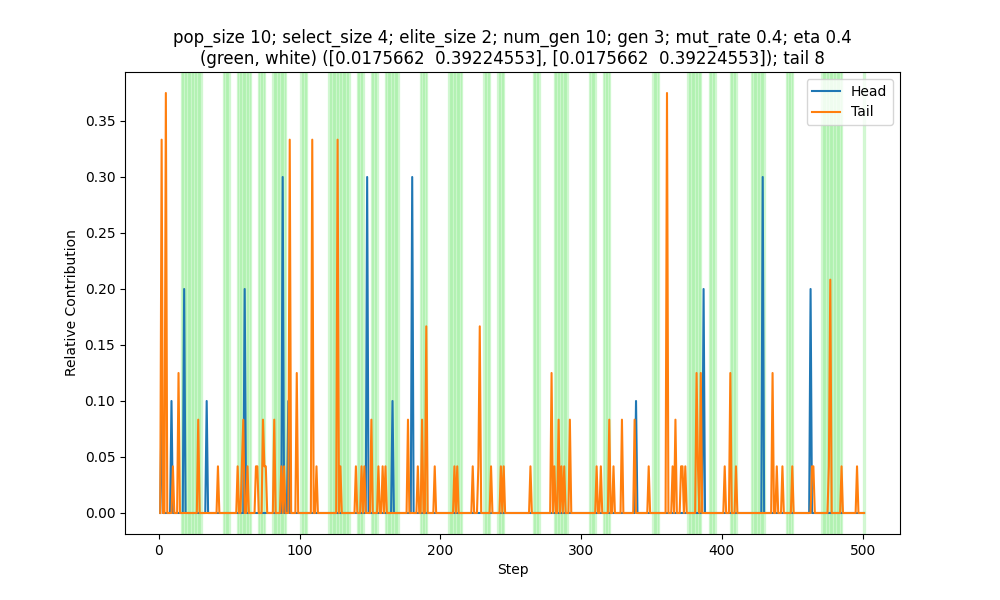 pop_size 10; select_size 4; elite_size 2; num_gen 10; gen 3; mut_rate 0.4; eta 0.4
(green, white) ([0.0175662  0.39224553], [0.0175662  0.39224553]); tail 8
Head
Tail
Relative Contribution
0.35
0.30
0.25
0.20
0.15
0.10
0.05
0.00
0 100 200 300 400 500
Step